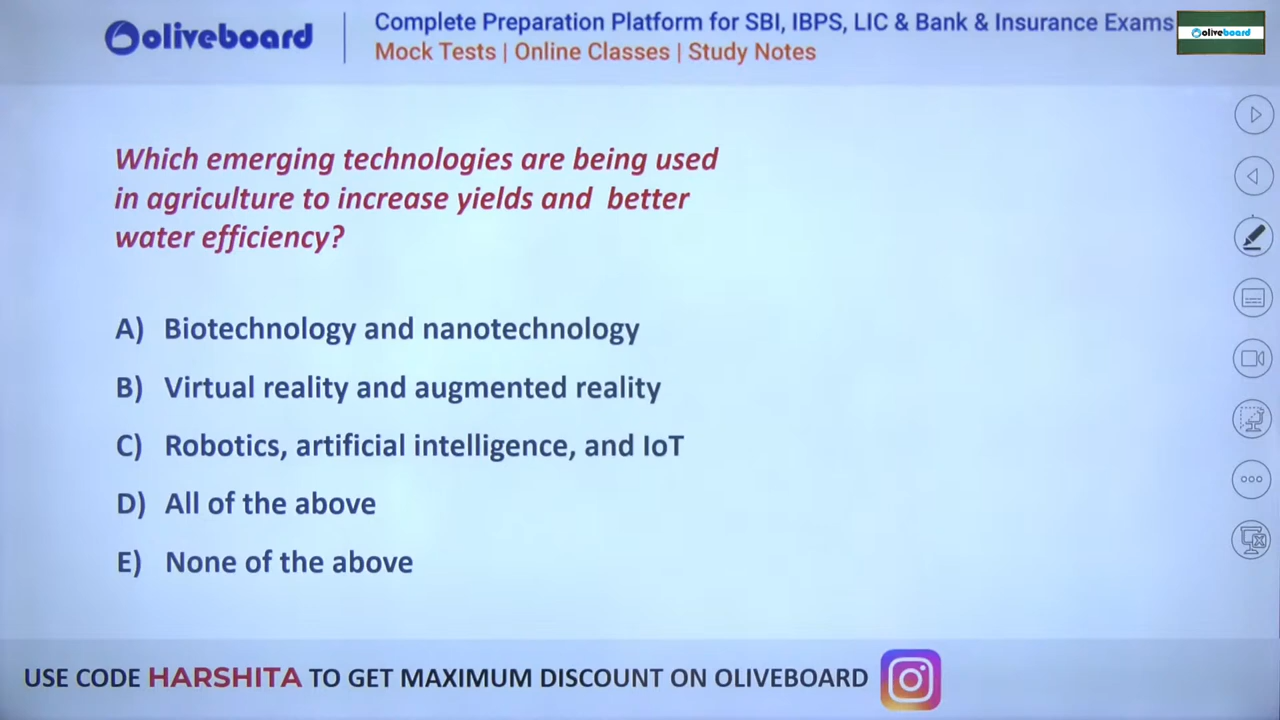 oliveboard
Complete Preparation Platform for SBI, IBPS, LIC & Bank & Insurance Exams
Mock Tests | Online Classes | Study Notes
oliveboard
Which emerging technologies are being used
in agriculture to increase yields and better
water efficiency?
A) Biotechnology and nanotechnology
B) Virtual reality and augmented reality
C) Robotics, artificial intelligence, and IoT
D) All of the above
E) None of the above
USE CODE HARSHITA TO GET MAXIMUM DISCOUNT ON OLIVEBOARD